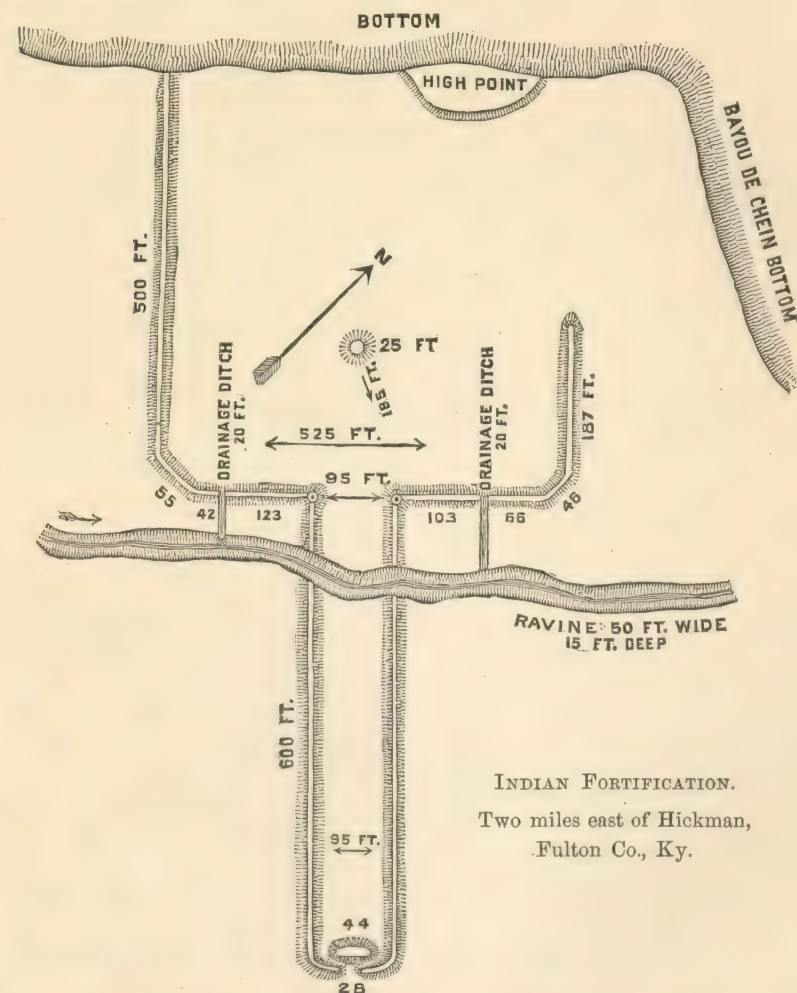 BOTTOM
HIGH POINT
BAYOU DE CHEIN BOTTOM
500 FT.
N
25 FT
185 FT.
DRAINAGE DITCH
20 FT.
DRAINAGE DITCH
20 FT.
187 FT.
525 FT.
95 FT.
55
42
123
103
66
46
RAVINE 50 FT. WIDE
15 FT. DEEP
600 FT.
INDIAN FORTIFICATION.
Two miles east of Hickman,
Fulton Co., Ky.
95 FT.
44
28